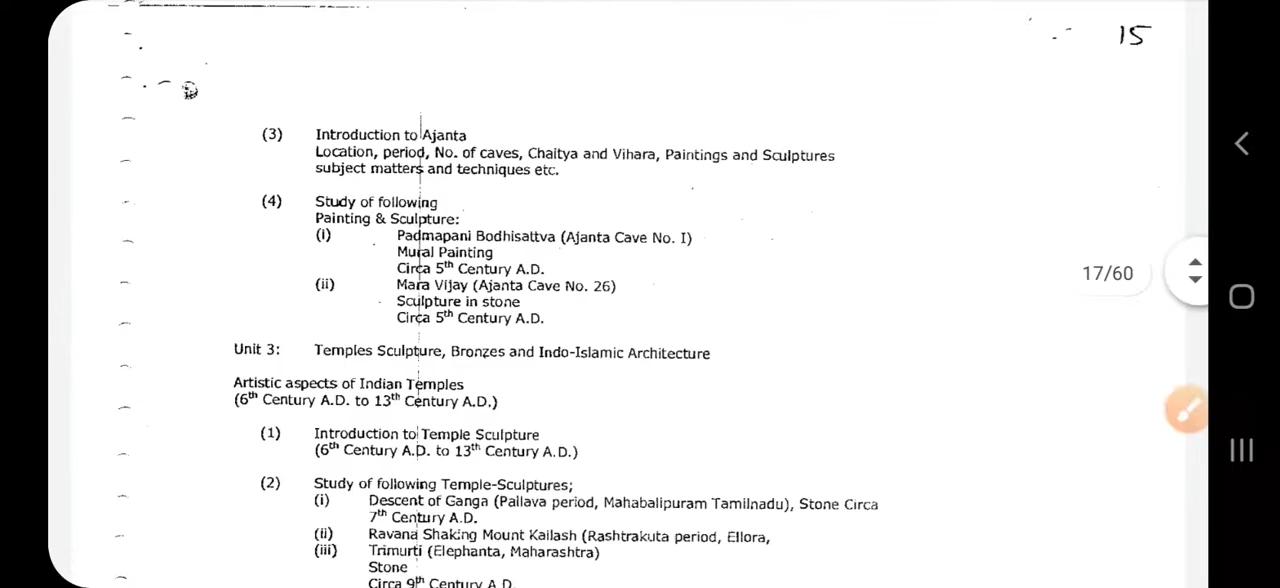 15
(3) Introduction to Ajanta
Location, period, No. of caves, Chaitya and Vihara, Paintings and Sculptures
subject matters and techniques etc.
(4) Study of following
Painting & Sculpture:
(i) Padmapani Bodhisattva (Ajanta Cave No. I)
Mural Painting
Circa 5th Century A.D.
(ii) Mara Vijay (Ajanta Cave No. 26)
Sculpture in stone
Circa 5th Century A.D.
17/60
Unit 3: Temples Sculpture, Bronzes and Indo-Islamic Architecture
Artistic aspects of Indian Temples
(6th Century A.D. to 13th Century A.D.)
(1) Introduction to Temple Sculpture
(6th Century A.D. to 13th Century A.D.)
(2) Study of following Temple-Sculptures;
(i) Descent of Ganga (Pallava period, Mahabalipuram Tamilnadu), Stone Circa
7th Century A.D.
(ii) Ravana Shaking Mount Kailash (Rashtrakuta period, Ellora,
(iii) Trimurti (Elephanta, Maharashtra)
Stone
Circa 9th Century A.D.